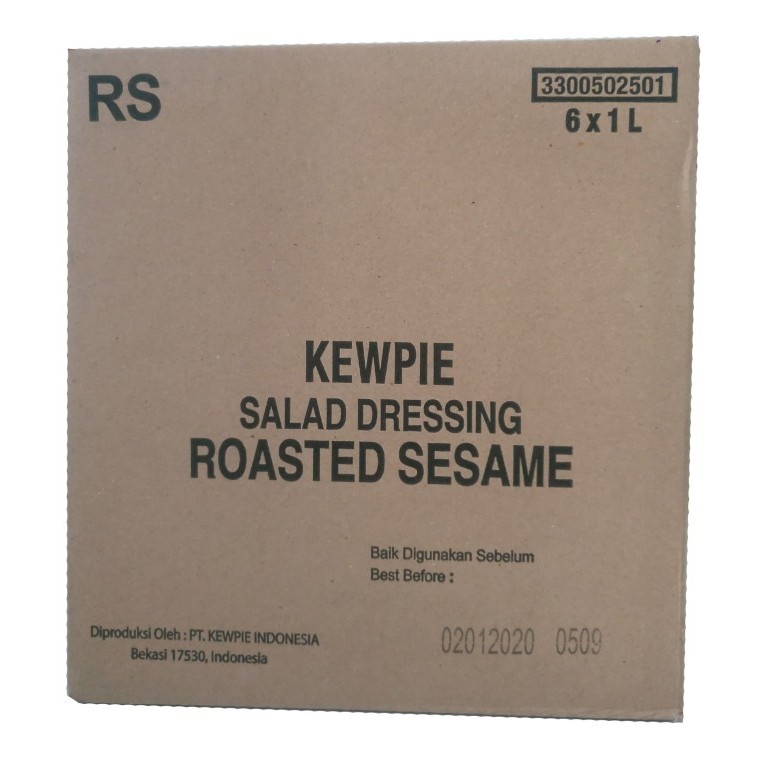 RS
3300502501
6 x 1 L
KEWPIE
SALAD DRESSING
ROASTED SESAME
Baik Digunakan Sebelum
Best Before :
Diproduksi Oleh : PT. KEWPIE INDONESIA
Bekasi 17530, Indonesia
02012020 0509